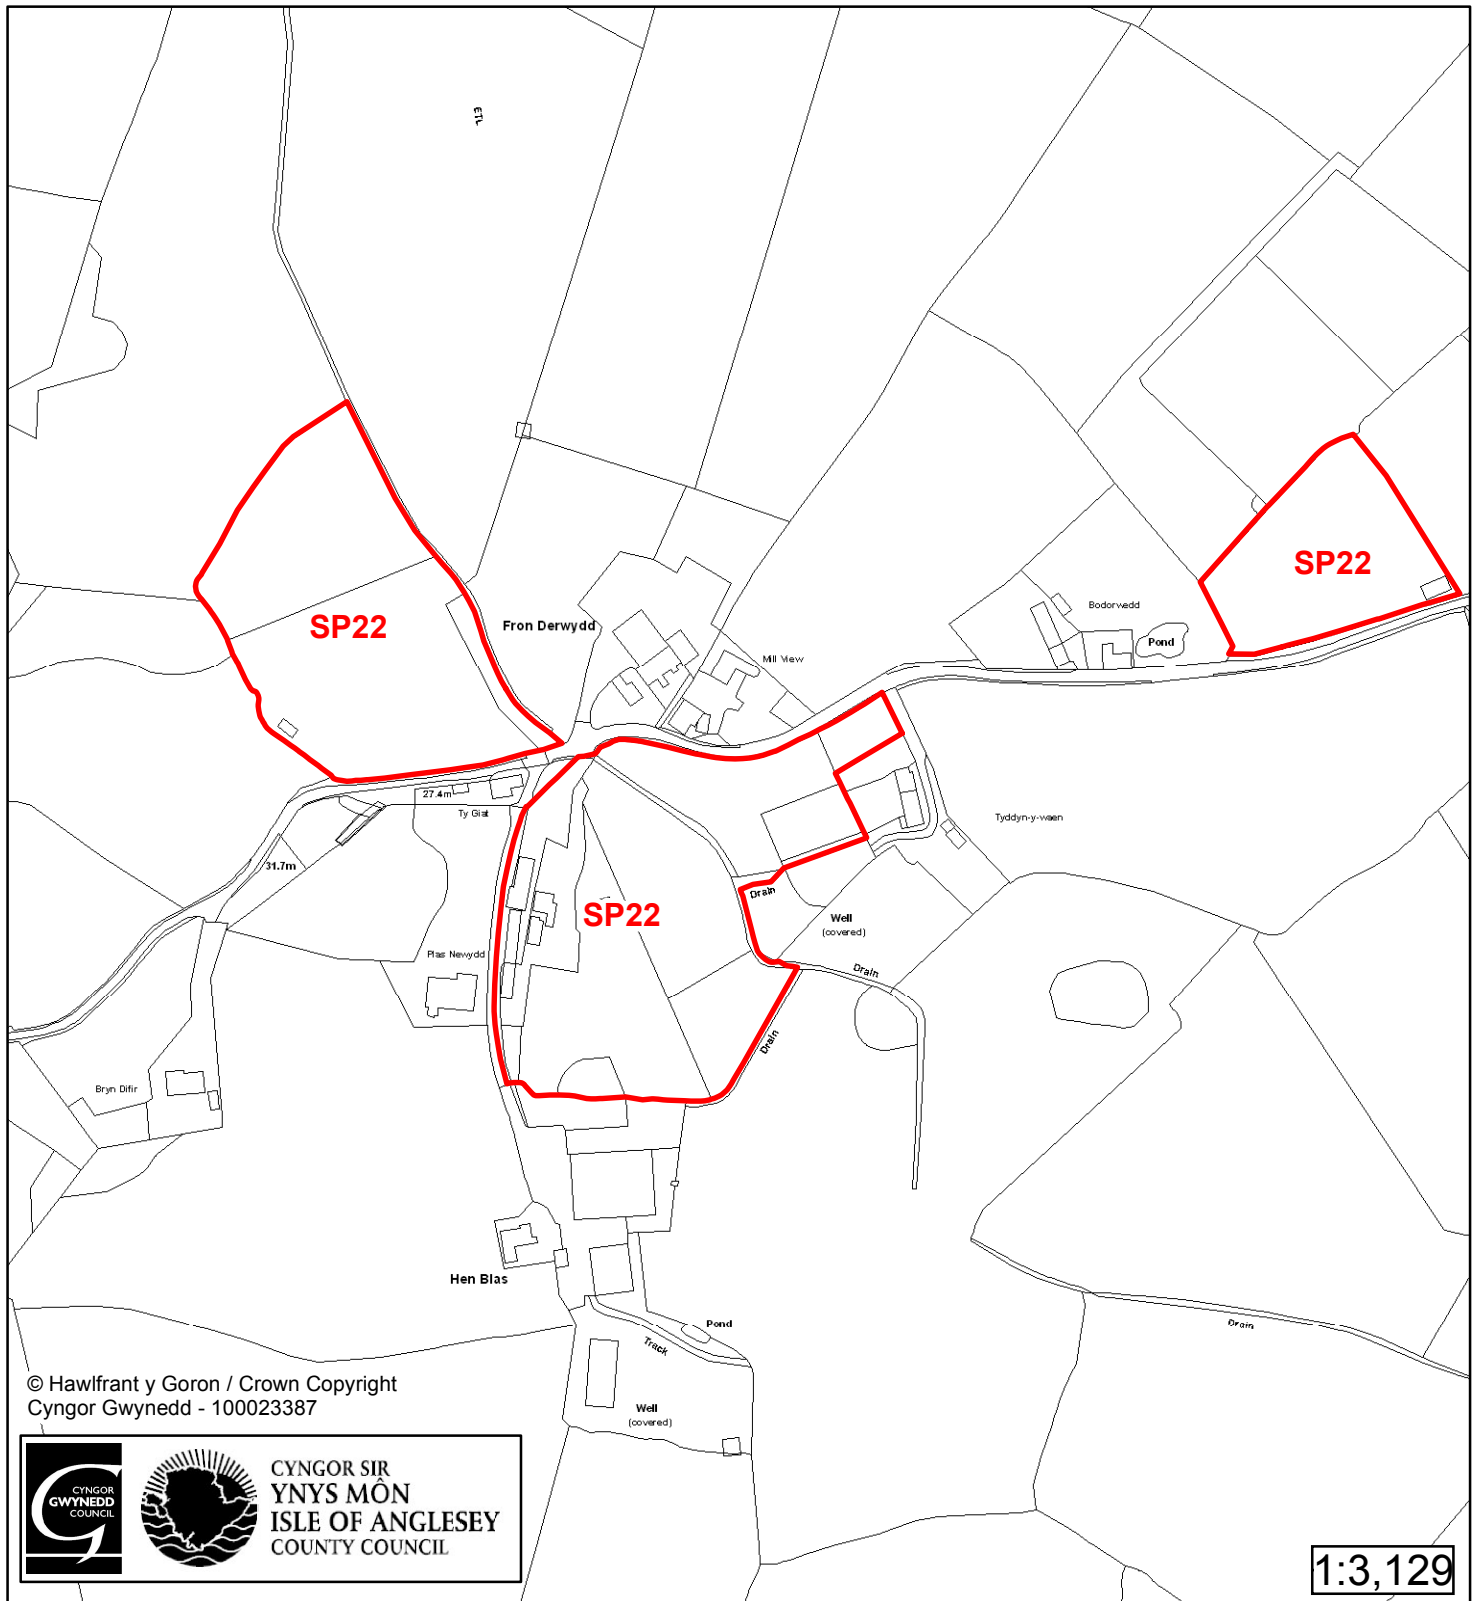 ETL
SP22
SP22
Bodorwedd
Fron Derwydd
Pond
Mill View
27.4m
Ty Giat
Tyddyn-y-waen
31.7m
Drain
SP22
Well
(covered)
Plas Newydd
Drain
Drain
Bryn Difir
Hen Blas
Pond
Drain
Track
© Hawlfrant y Goron / Crown Copyright
Cyngor Gwynedd - 100023387
Well
(covered)
CYNGOR
GWYNEDD
COUNCIL
CYNGOR SIR
YNYS MÔN
ISLE OF ANGLESEY
COUNTY COUNCIL
1:3,129